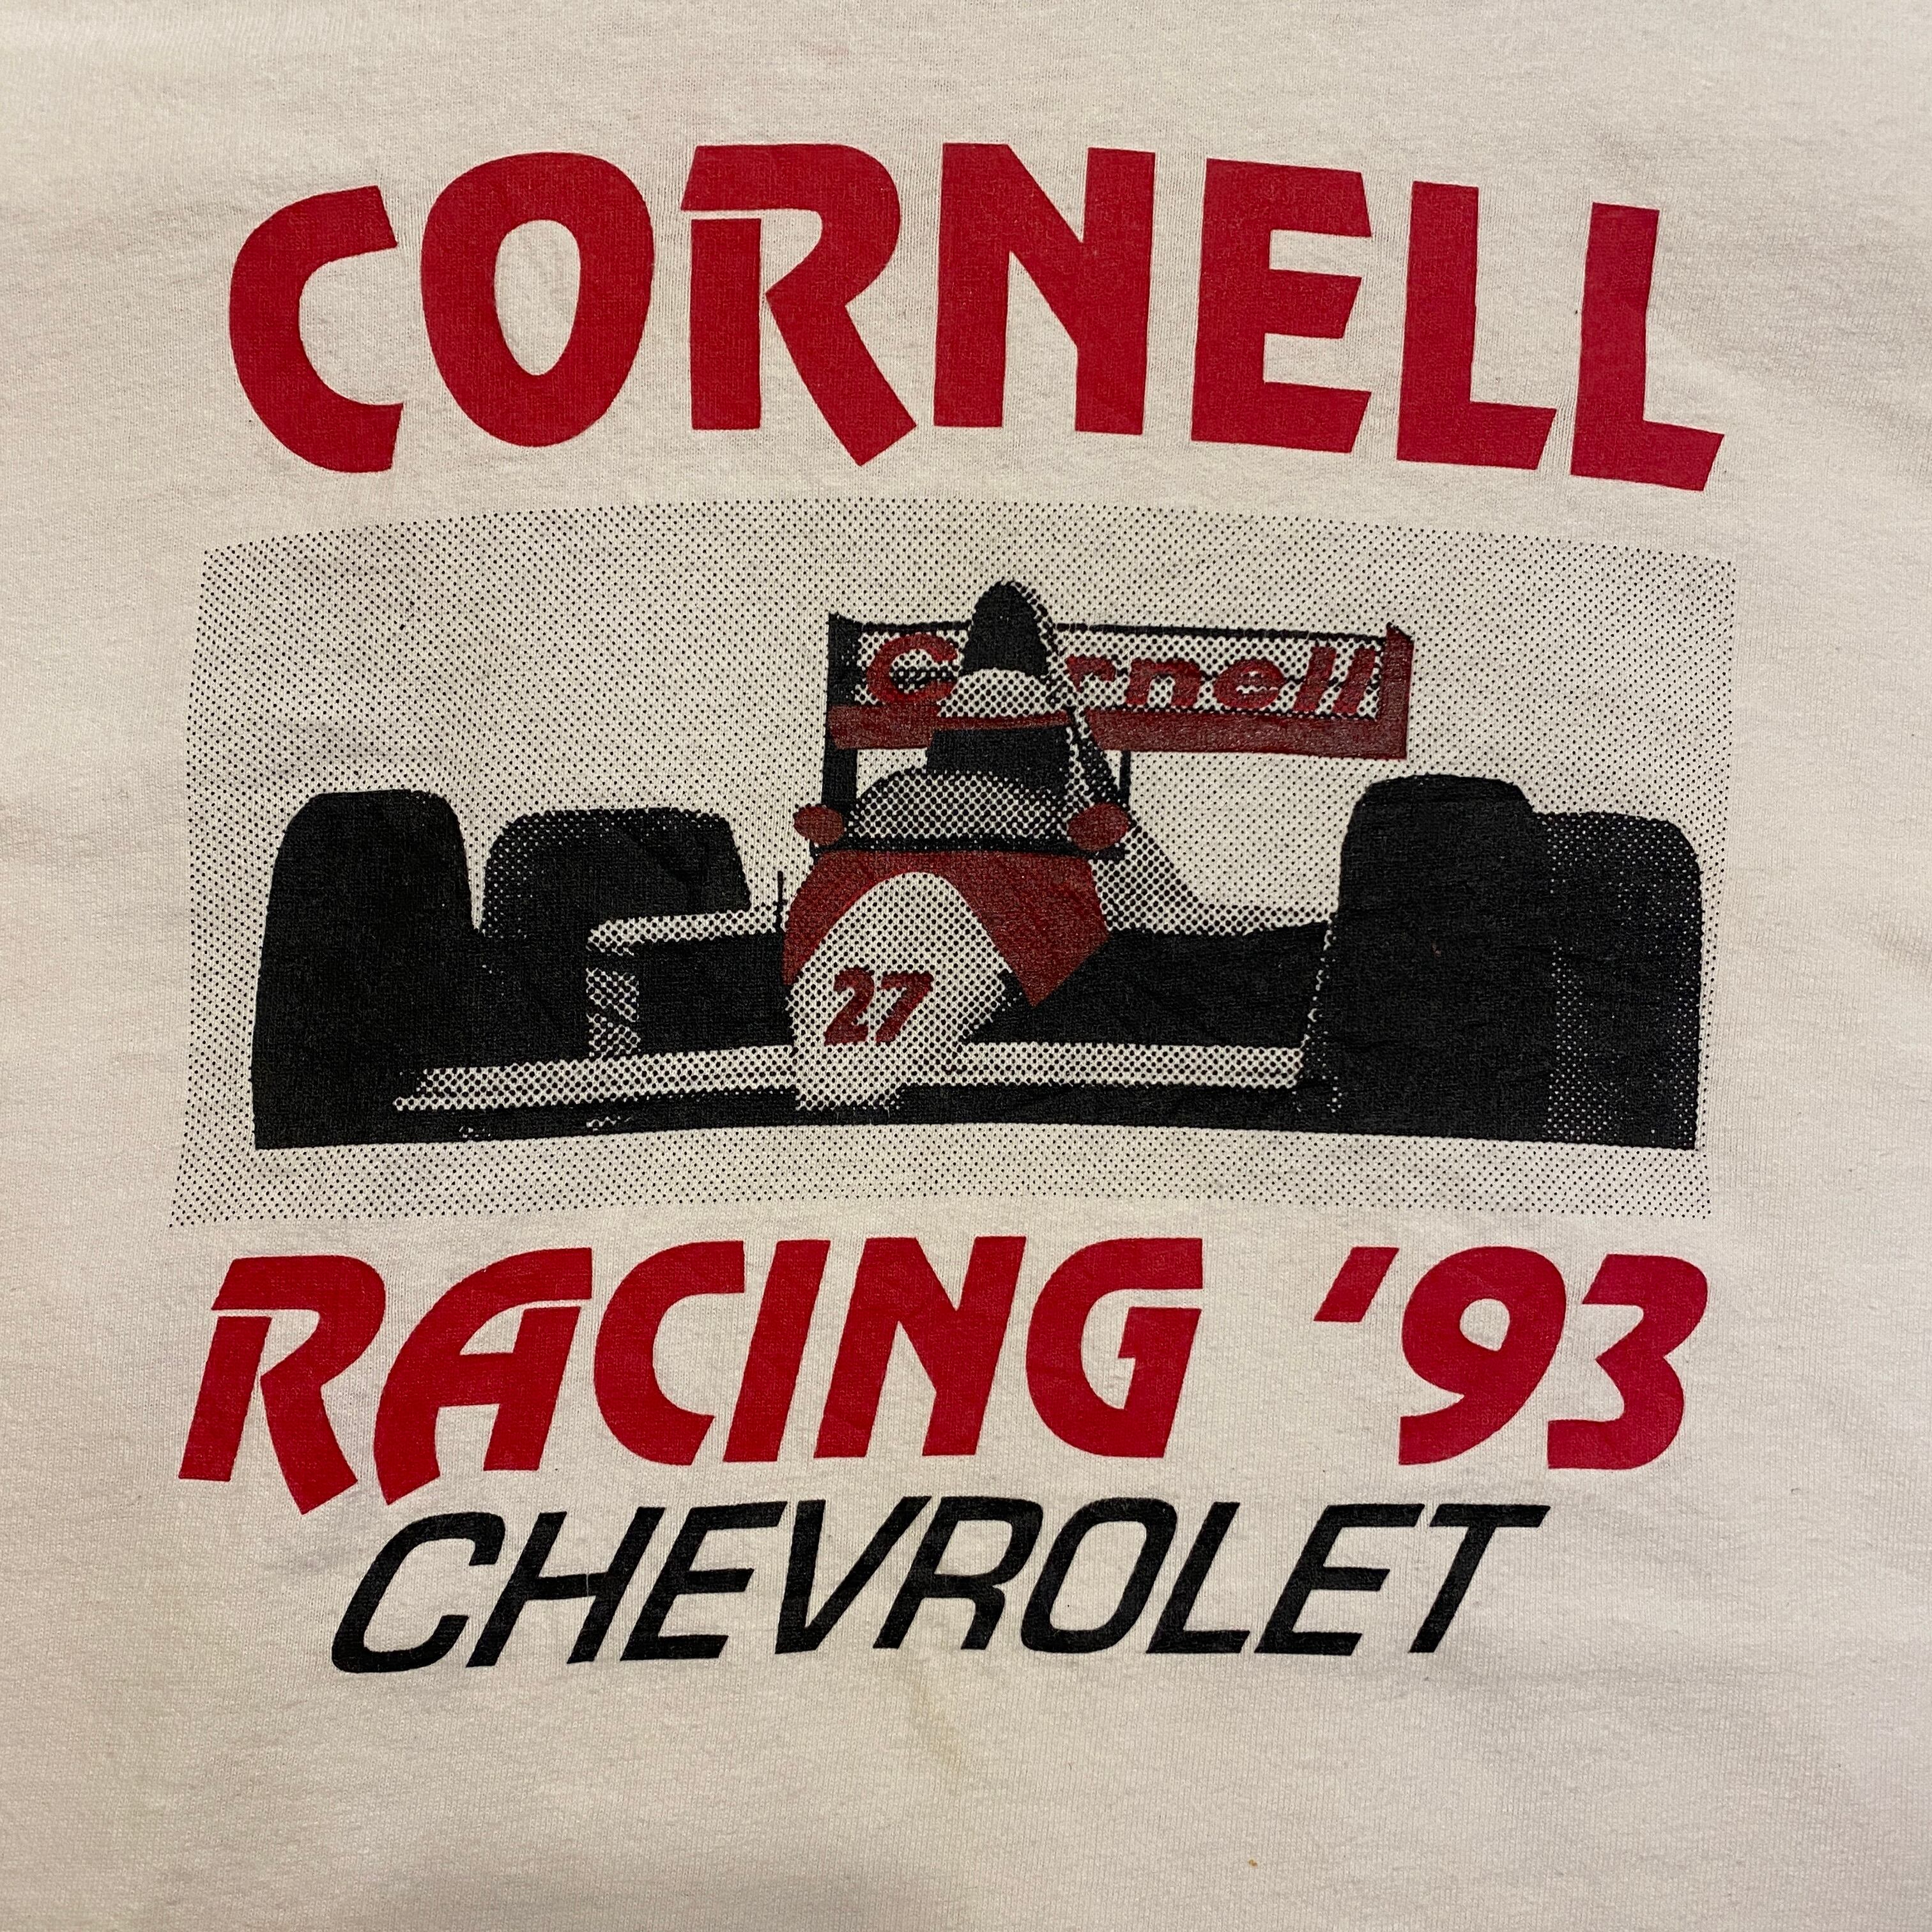 CORNELL
Cornell
27
RACING '93
CHEVROLET